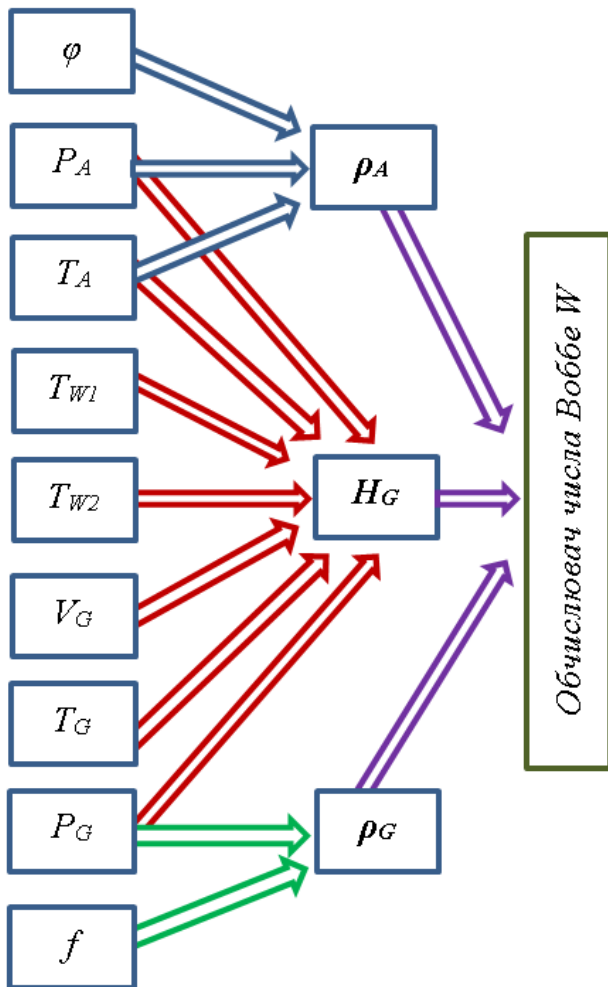 φ
P_A
T_A
T_W1
T_W2
V_G
T_G
P_G
f
ρ_A
H_G
ρ_G
Обчислювач числа Воббе W